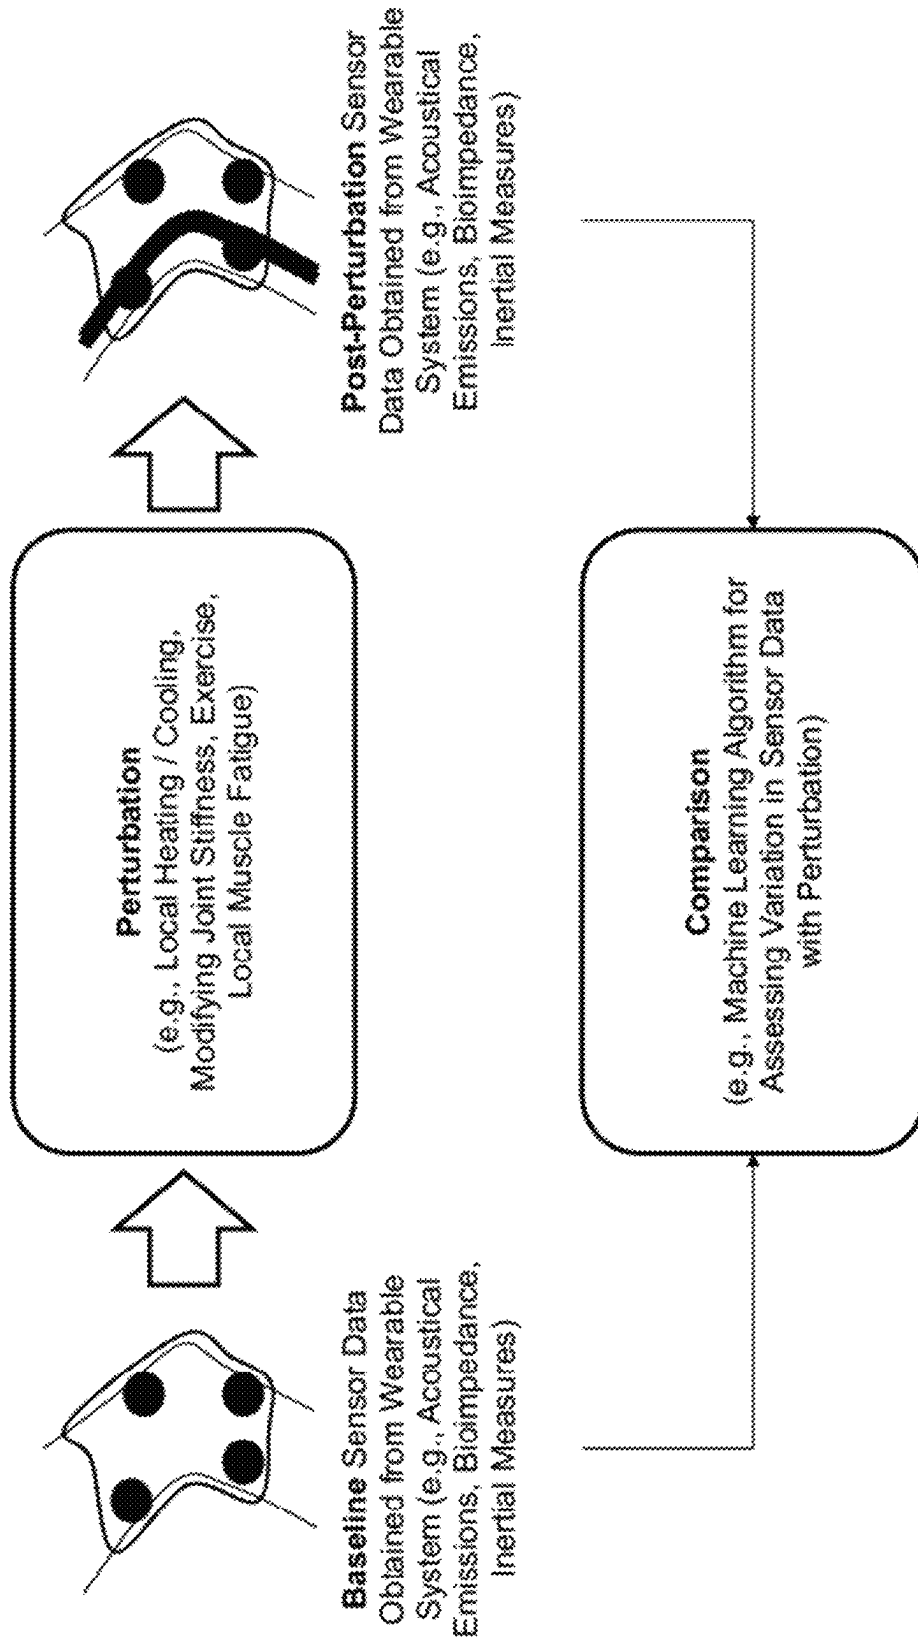 Baseline Sensor Data
Obtained from Wearable
System (e.g., Acoustical
Emissions, Bioimpedance,
Inertial Measures)
Perturbation
(e.g., Local Heating / Cooling,
Modifying Joint Stiffness, Exercise,
Local Muscle Fatigue)
Post-Perturbation Sensor
Data Obtained from Wearable
System (e.g., Acoustical
Emissions, Bioimpedance,
Inertial Measures)
Comparison
(e.g., Machine Learning Algorithm for
Assessing Variation in Sensor Data
with Perturbation)